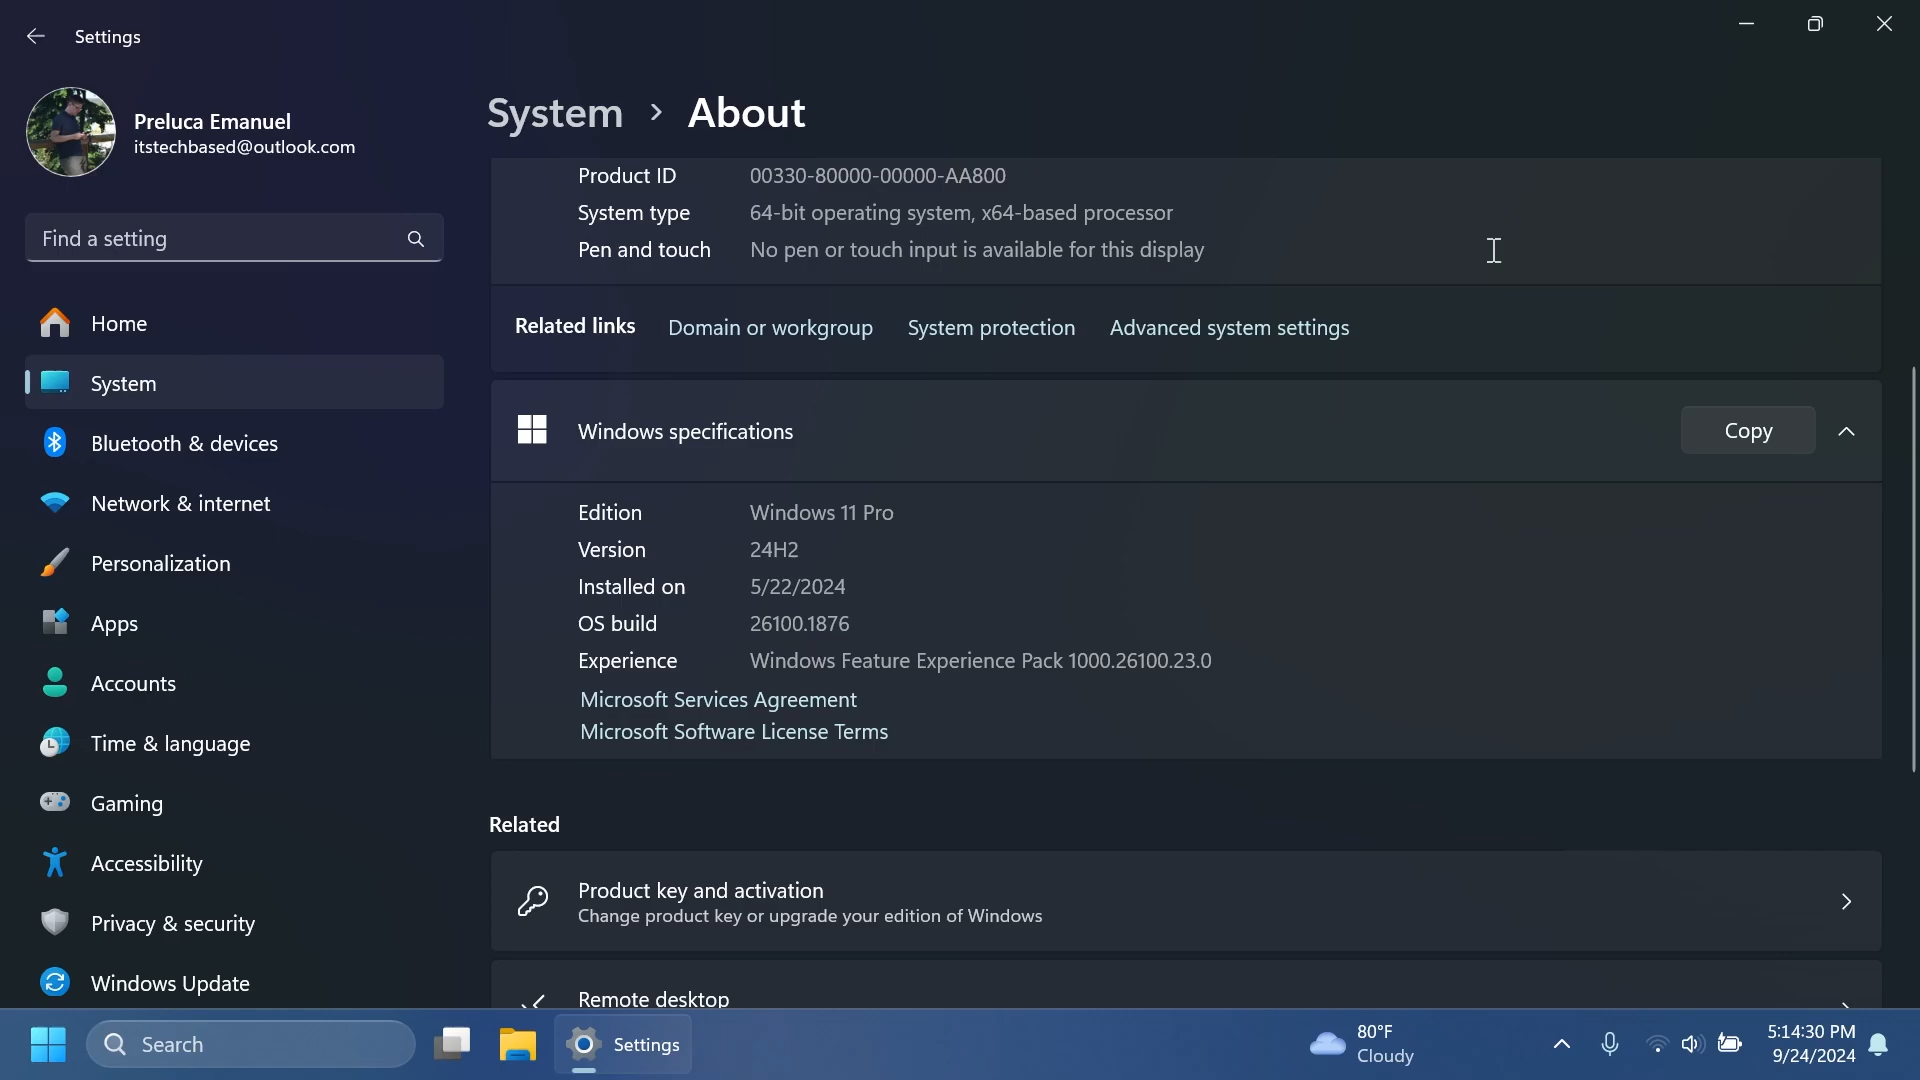 Settings
Preluca Emanuel
itstechbased@outlook.com
Find a setting
Home
System
Bluetooth & devices
Network & internet
Personalization
Apps
Accounts
Time & language
Gaming
Accessibility
Privacy & security
Windows Update
System > About
Product ID 00330-80000-00000-AA800
System type 64-bit operating system, x64-based processor
Pen and touch No pen or touch input is available for this display
Related links Domain or workgroup System protection Advanced system settings
Windows specifications Copy
Edition Windows 11 Pro
Version 24H2
Installed on 5/22/2024
OS build 26100.1876
Experience Windows Feature Experience Pack 1000.26100.23.0
Microsoft Services Agreement
Microsoft Software License Terms
Related
Product key and activation
Change product key or upgrade your edition of Windows
Remote desktop
Search
Settings
80°F
Cloudy
5:14:30 PM
9/24/2024